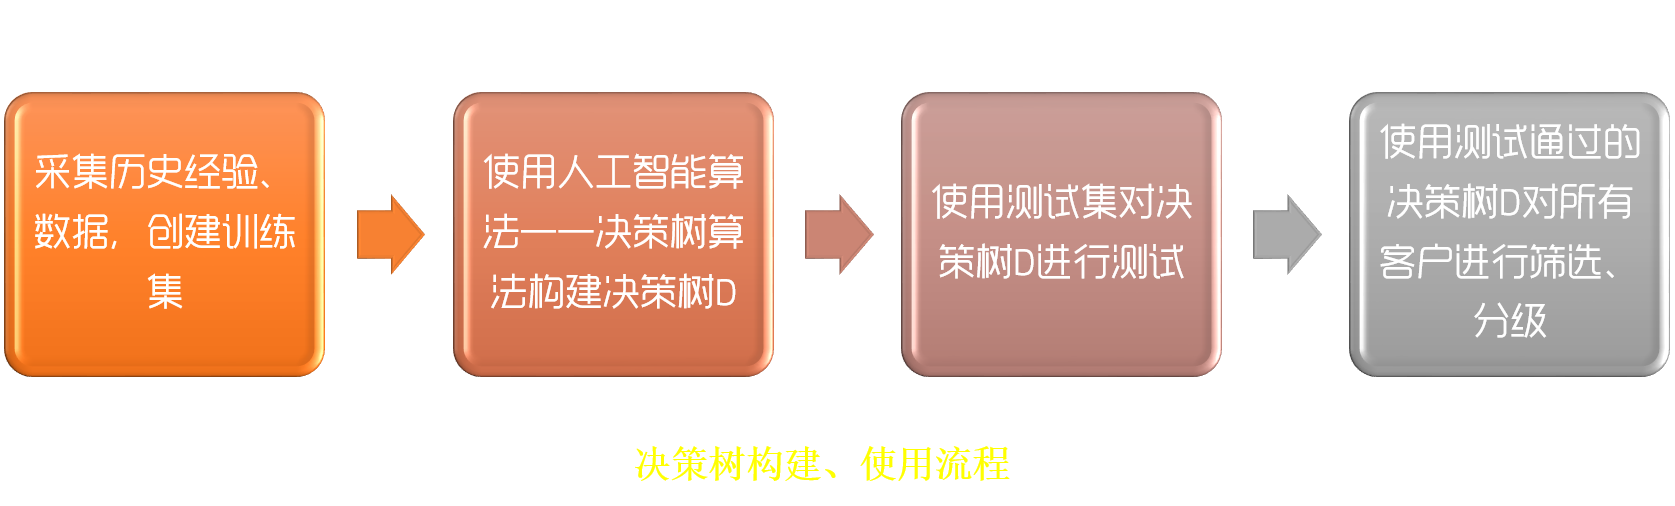 采集历史经验、
数据，创建训练
集
使用人工智能算
法——决策树算
法构建决策树D
使用测试集对决
策树D进行测试
使用测试通过的
决策树D对所有
客户进行筛选、
分级
决策树构建、使用流程